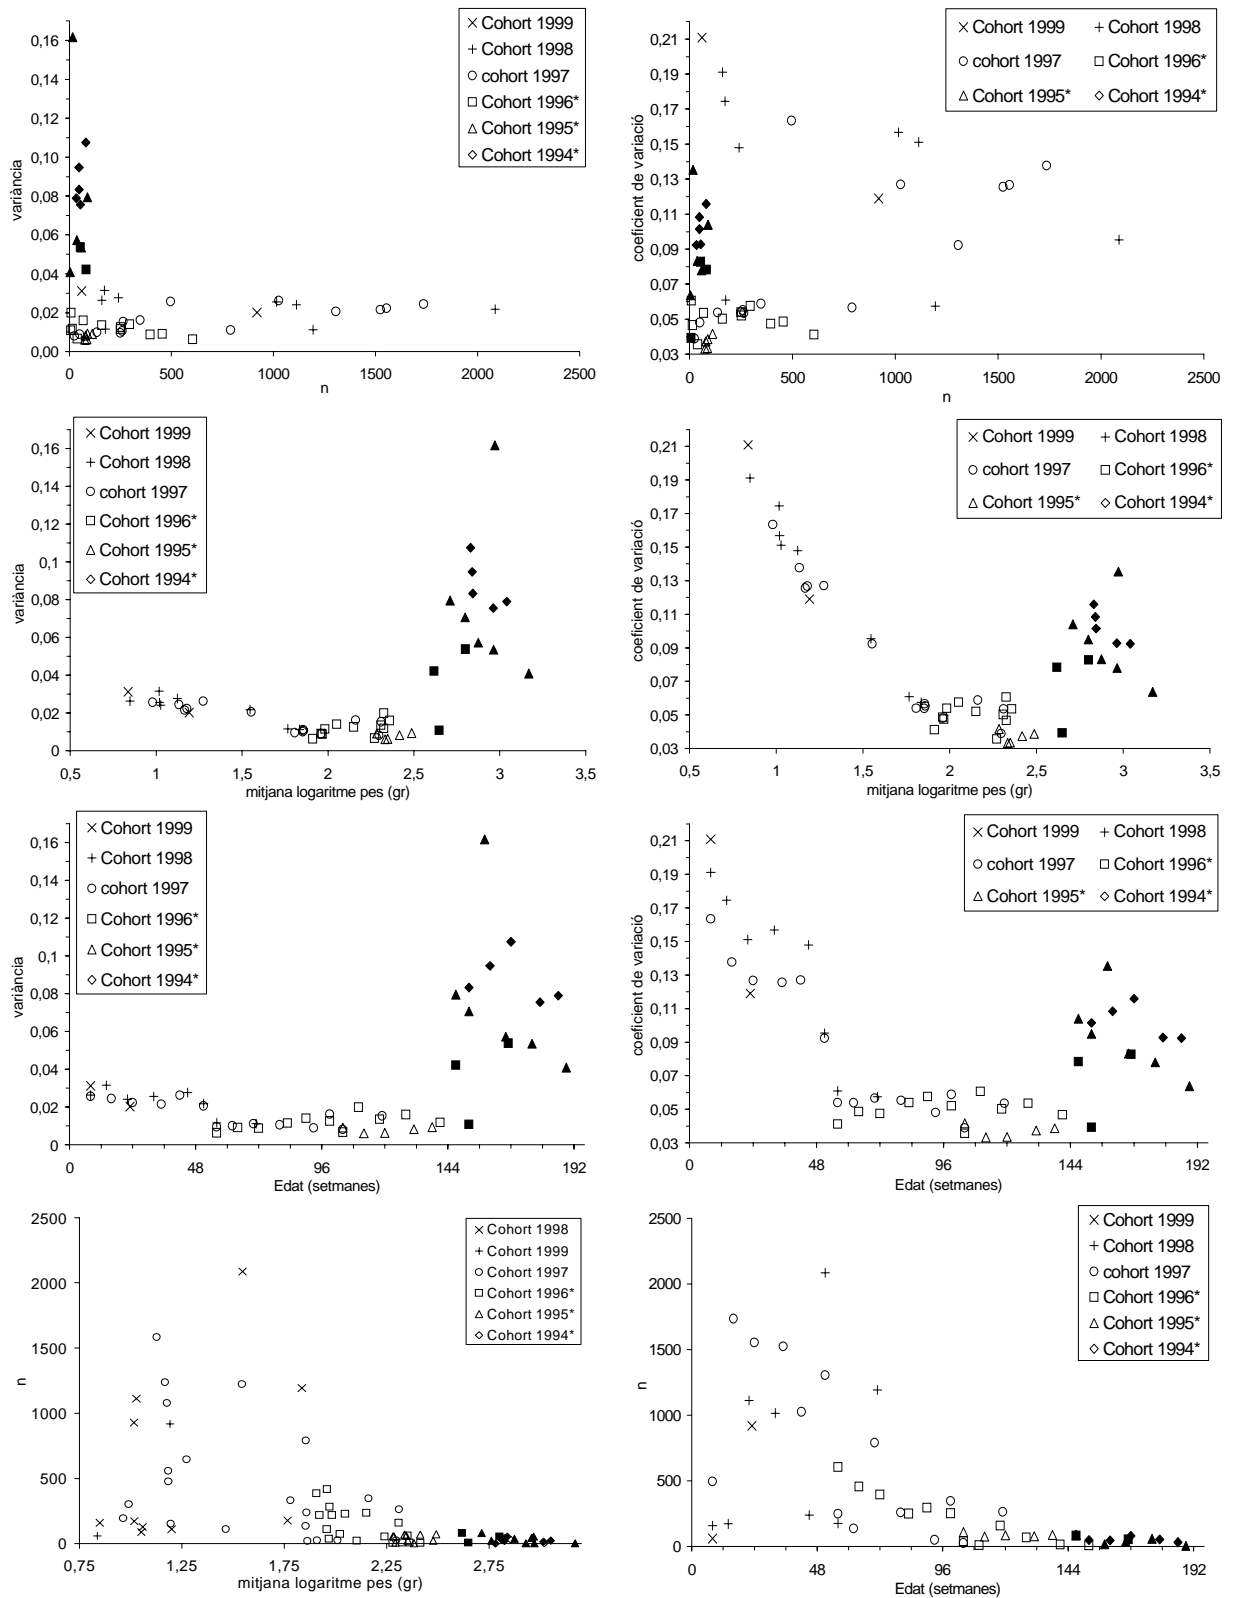 variància
0,16
0,14
0,12
0,10
0,08
0,06
0,04
0,02
0,00
0
500
1000
1500
2000
2500
n
Cohort 1999
Cohort 1998
cohort 1997
Cohort 1996*
Cohort 1995*
Cohort 1994*
coeficient de variació
0,21
0,19
0,17
0,15
0,13
0,11
0,09
0,07
0,05
0,03
0
500
1000
1500
2000
2500
n
Cohort 1999
Cohort 1998
cohort 1997
Cohort 1996*
Cohort 1995*
Cohort 1994*
variància
0,16
0,14
0,12
0,1
0,08
0,06
0,04
0,02
0
0,5
1
1,5
2
2,5
3
3,5
mitjana logaritme pes (gr)
Cohort 1999
Cohort 1998
cohort 1997
Cohort 1996*
Cohort 1995*
Cohort 1994*
coeficient de variació
0,21
0,19
0,17
0,15
0,13
0,11
0,09
0,07
0,05
0,03
0,5
1
1,5
2
2,5
3
3,5
mitjana logaritme pes (gr)
Cohort 1999
Cohort 1998
cohort 1997
Cohort 1996*
Cohort 1995*
Cohort 1994*
variància
0,16
0,14
0,12
0,1
0,08
0,06
0,04
0,02
0
0
48
96
144
192
Edat (setmanes)
Cohort 1999
Cohort 1998
cohort 1997
Cohort 1996*
Cohort 1995*
Cohort 1994*
coeficient de variació
0,21
0,19
0,17
0,15
0,13
0,11
0,09
0,07
0,05
0,03
0
48
96
144
192
Edat (setmanes)
Cohort 1999
Cohort 1998
cohort 1997
Cohort 1996*
Cohort 1995*
Cohort 1994*
n
2500
2000
1500
1000
500
0
0,75
1,25
1,75
2,25
2,75
mitjana logaritme pes (gr)
Cohort 1998
Cohort 1999
Cohort 1997
Cohort 1996*
Cohort 1995*
Cohort 1994*
n
2500
2000
1500
1000
500
0
0
48
96
144
192
Edat (setmanes)
Cohort 1999
Cohort 1998
cohort 1997
Cohort 1996*
Cohort 1995*
Cohort 1994*